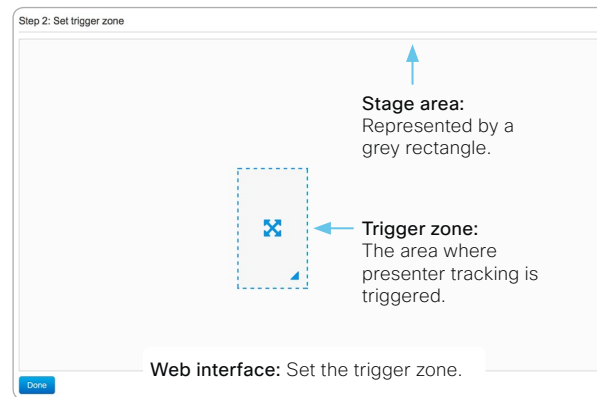 Step 2: Set trigger zone
Stage area:
Represented by a
grey rectangle.
Trigger zone:
The area where
presenter tracking is
triggered.
Web interface: Set the trigger zone.
Done